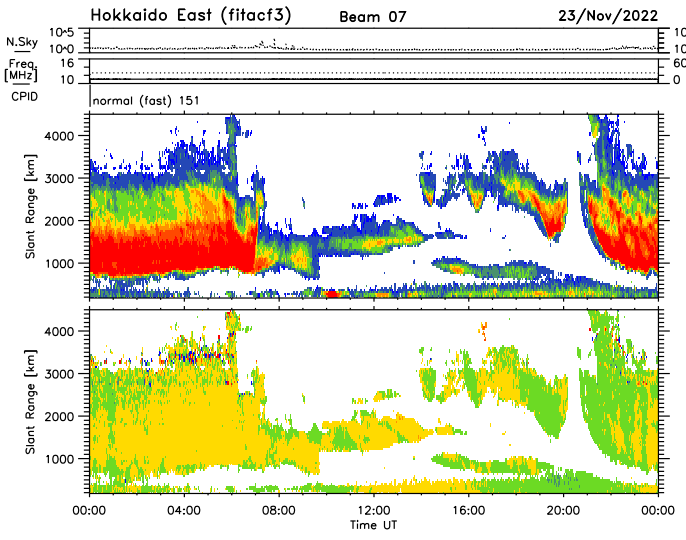 Hokkaido East (fitacf3) Beam 07 23/Nov/2022
N.Sky 10^5 10^0
Freq. [MHz] 16 10 60 0
CPID normal (fast) 151
Slant Range [km] 4000 3000 2000 1000
Slant Range [km] 4000 3000 2000 1000
00:00 04:00 08:00 12:00 16:00 20:00 00:00
Time UT